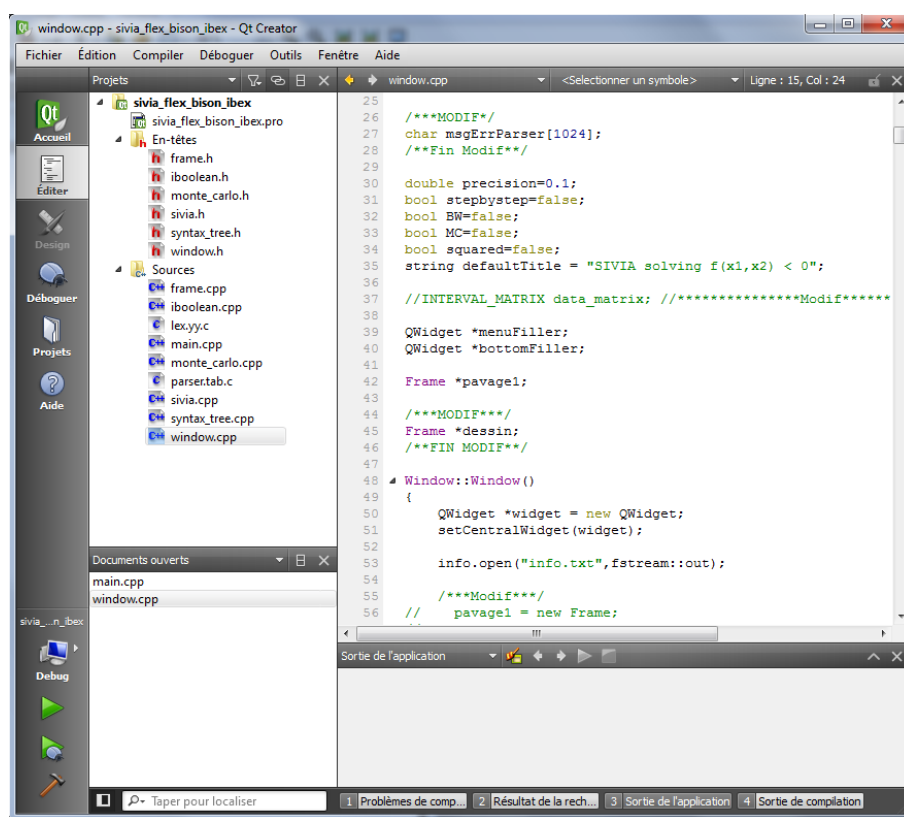 window.cpp - sivia_flex_bison_ibex - Qt Creator
Fichier Édition Compiler Déboguer Outils Fenêtre Aide
Projets
window.cpp <Selectionner un symbole> Ligne : 15, Col : 24
Qt
Accueil
Éditer
Design
Déboguer
Projets
Aide
sivia_...n_ibex
Debug
sivia_flex_bison_ibex
sivia_flex_bison_ibex.pro
En-têtes
frame.h
iboolean.h
monte_carlo.h
sivia.h
syntax_tree.h
window.h
Sources
frame.cpp
iboolean.cpp
lex.yy.c
main.cpp
monte_carlo.cpp
parser.tab.c
sivia.cpp
syntax_tree.cpp
window.cpp
Documents ouverts
main.cpp
window.cpp
25
26 /***MODIF*/
27 char msgErrParser[1024];
28 /**Fin Modif**/
29
30 double precision=0.1;
31 bool stepbystep=false;
32 bool BW=false;
33 bool MC=false;
34 bool squared=false;
35 string defaultTitle = "SIVIA solving f(x1,x2) < 0";
36
37 //INTERVAL_MATRIX data_matrix; //***************Modif******
38
39 QWidget *menuFiller;
40 QWidget *bottomFiller;
41
42 Frame *pavage1;
43
44 /***MODIF***/
45 Frame *dessin;
46 /**FIN MODIF**/
47
48 Window::Window()
49 {
50 QWidget *widget = new QWidget;
51 setCentralWidget(widget);
52
53 info.open("info.txt",fstream::out);
54
55 /***Modif***/
56 // pavage1 = new Frame;
Sortie de l'application
Taper pour localiser
1 Problèmes de comp... 2 Résultat de la rech... 3 Sortie de l'application 4 Sortie de compilation